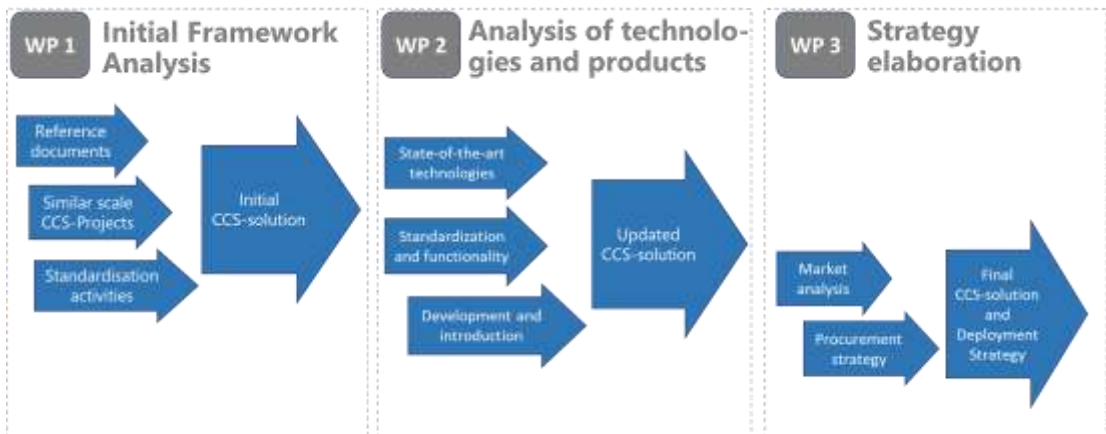 WP 1
Initial Framework
Analysis
Reference
documents
Similar scale
CCS-Projects
Standardisation
activities
Initial
CCS-solution
WP 2
Analysis of technolo-
gies and products
State-of-the-art
technologies
Standardization
and functionality
Development and
introduction
Updated
CCS-solution
WP 3
Strategy
elaboration
Market
analysis
Procurement
strategy
Final
CCS-solution
and
Deployment
Strategy